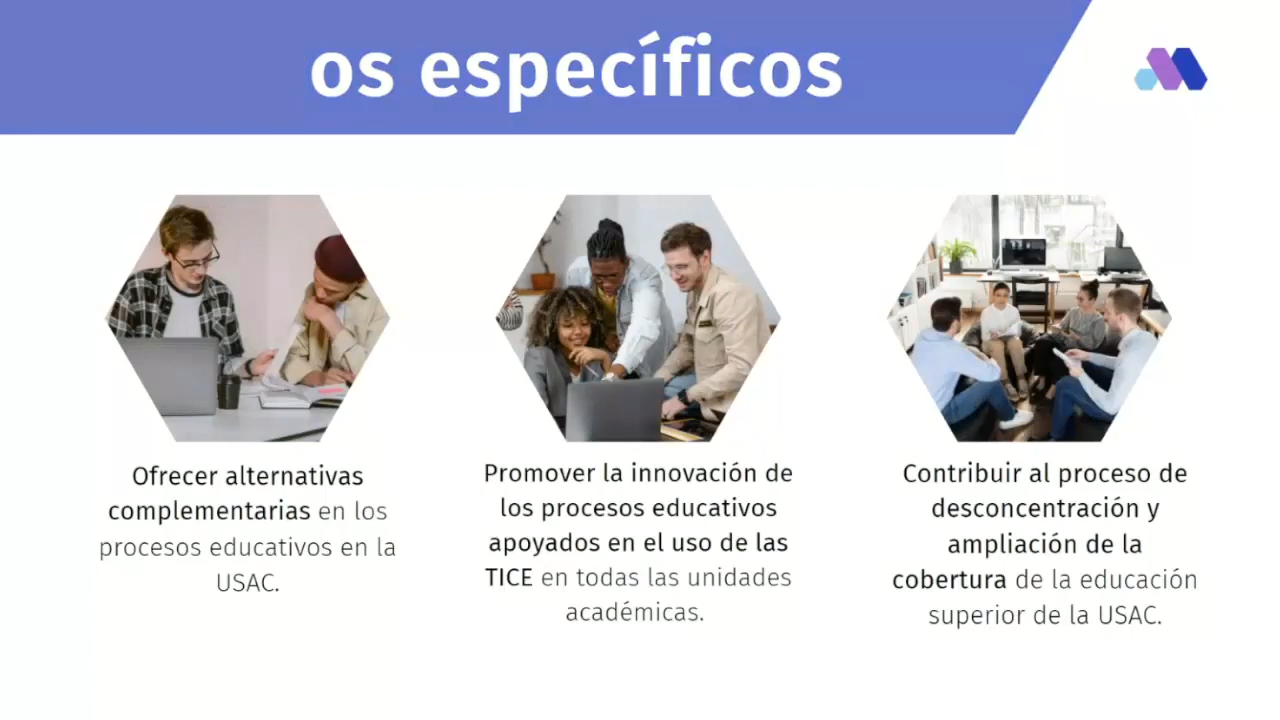 os específicos
Ofrecer alternativas
complementarias en los
procesos educativos en la
USAC.
Promover la innovación de
los procesos educativos
apoyados en el uso de las
TICE en todas las unidades
académicas.
Contribuir al proceso de
desconcentración y
ampliación de la
cobertura de la educación
superior de la USAC.